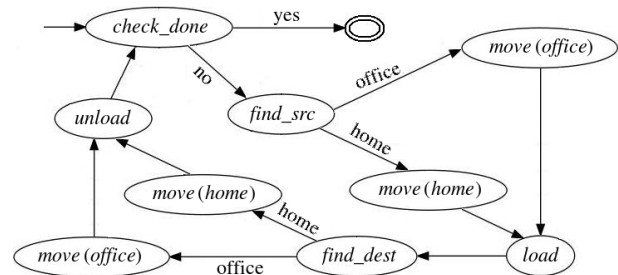 check_done
yes
move(office)
no
office
unload
find_src
home
move(home)
move(home)
home
move(office)
office
find_dest
load